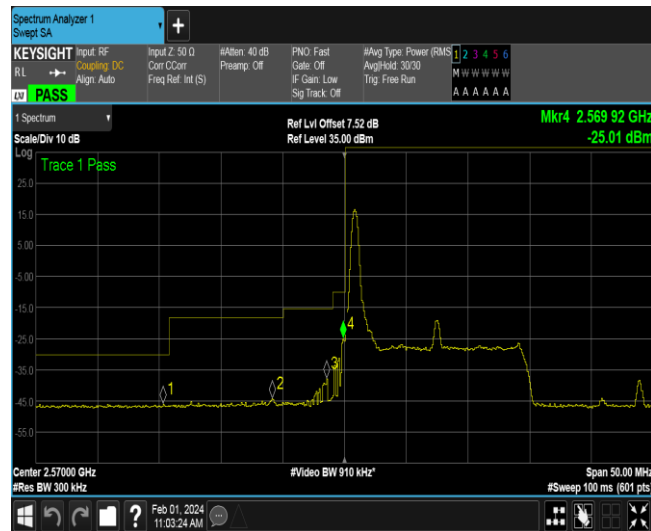 Spectrum Analyzer 1
Swept SA
+
KEYSIGHT
RL
LXI PASS
Input: RF
Coupling: DC
Align: Auto
Input Z: 50 Ω
Corr CCorr
Freq Ref: Int (S)
#Atten: 40 dB
Preamp: Off
PNO: Fast
Gate: Off
IF Gain: Low
Sig Track: Off
#Avg Type: Power (RMS
Avg|Hold: 30/30
Trig: Free Run
1 2 3 4 5 6
M W W W W W
A A A A A A
1 Spectrum
Scale/Div 10 dB
Ref Lvl Offset 7.52 dB
Ref Level 35.00 dBm
Mkr4 2.569 92 GHz
-25.01 dBm
Log
Trace 1 Pass
25.0
15.0
5.00
-5.00
-15.0
-25.0
-35.0
-45.0
-55.0
1
2
3
4
Center 2.57000 GHz
#Res BW 300 kHz
#Video BW 910 kHz*
Span 50.00 MHz
#Sweep 100 ms (601 pts)
?
Feb 01, 2024
11:03:24 AM